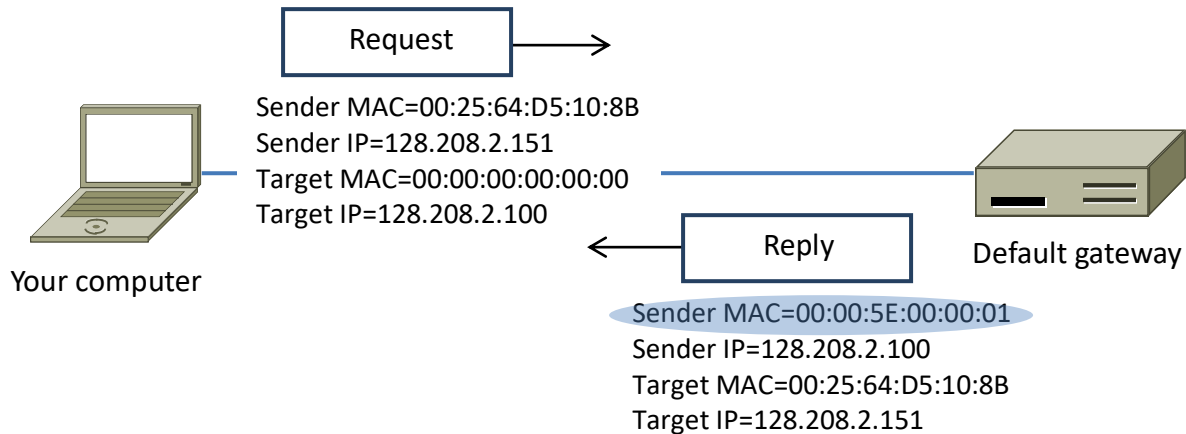 Request
Sender MAC=00:25:64:D5:10:8B
Sender IP=128.208.2.151
Target MAC=00:00:00:00:00:00
Target IP=128.208.2.100
Your computer
Reply
Default gateway
Sender MAC=00:00:5E:00:00:01
Sender IP=128.208.2.100
Target MAC=00:25:64:D5:10:8B
Target IP=128.208.2.151